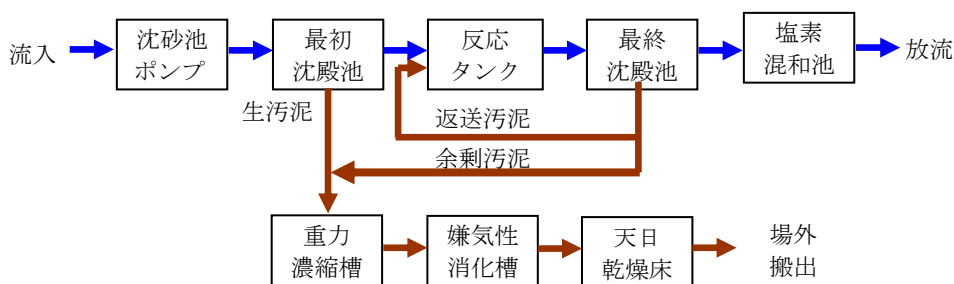 流入
沈砂池
ポンプ
最初
沈殿池
反応
タンク
最終
沈殿池
塩素
混和池
放流
生汚泥
返送汚泥
余剰汚泥
重力
濃縮槽
嫌気性
消化槽
天日
乾燥床
場外
搬出